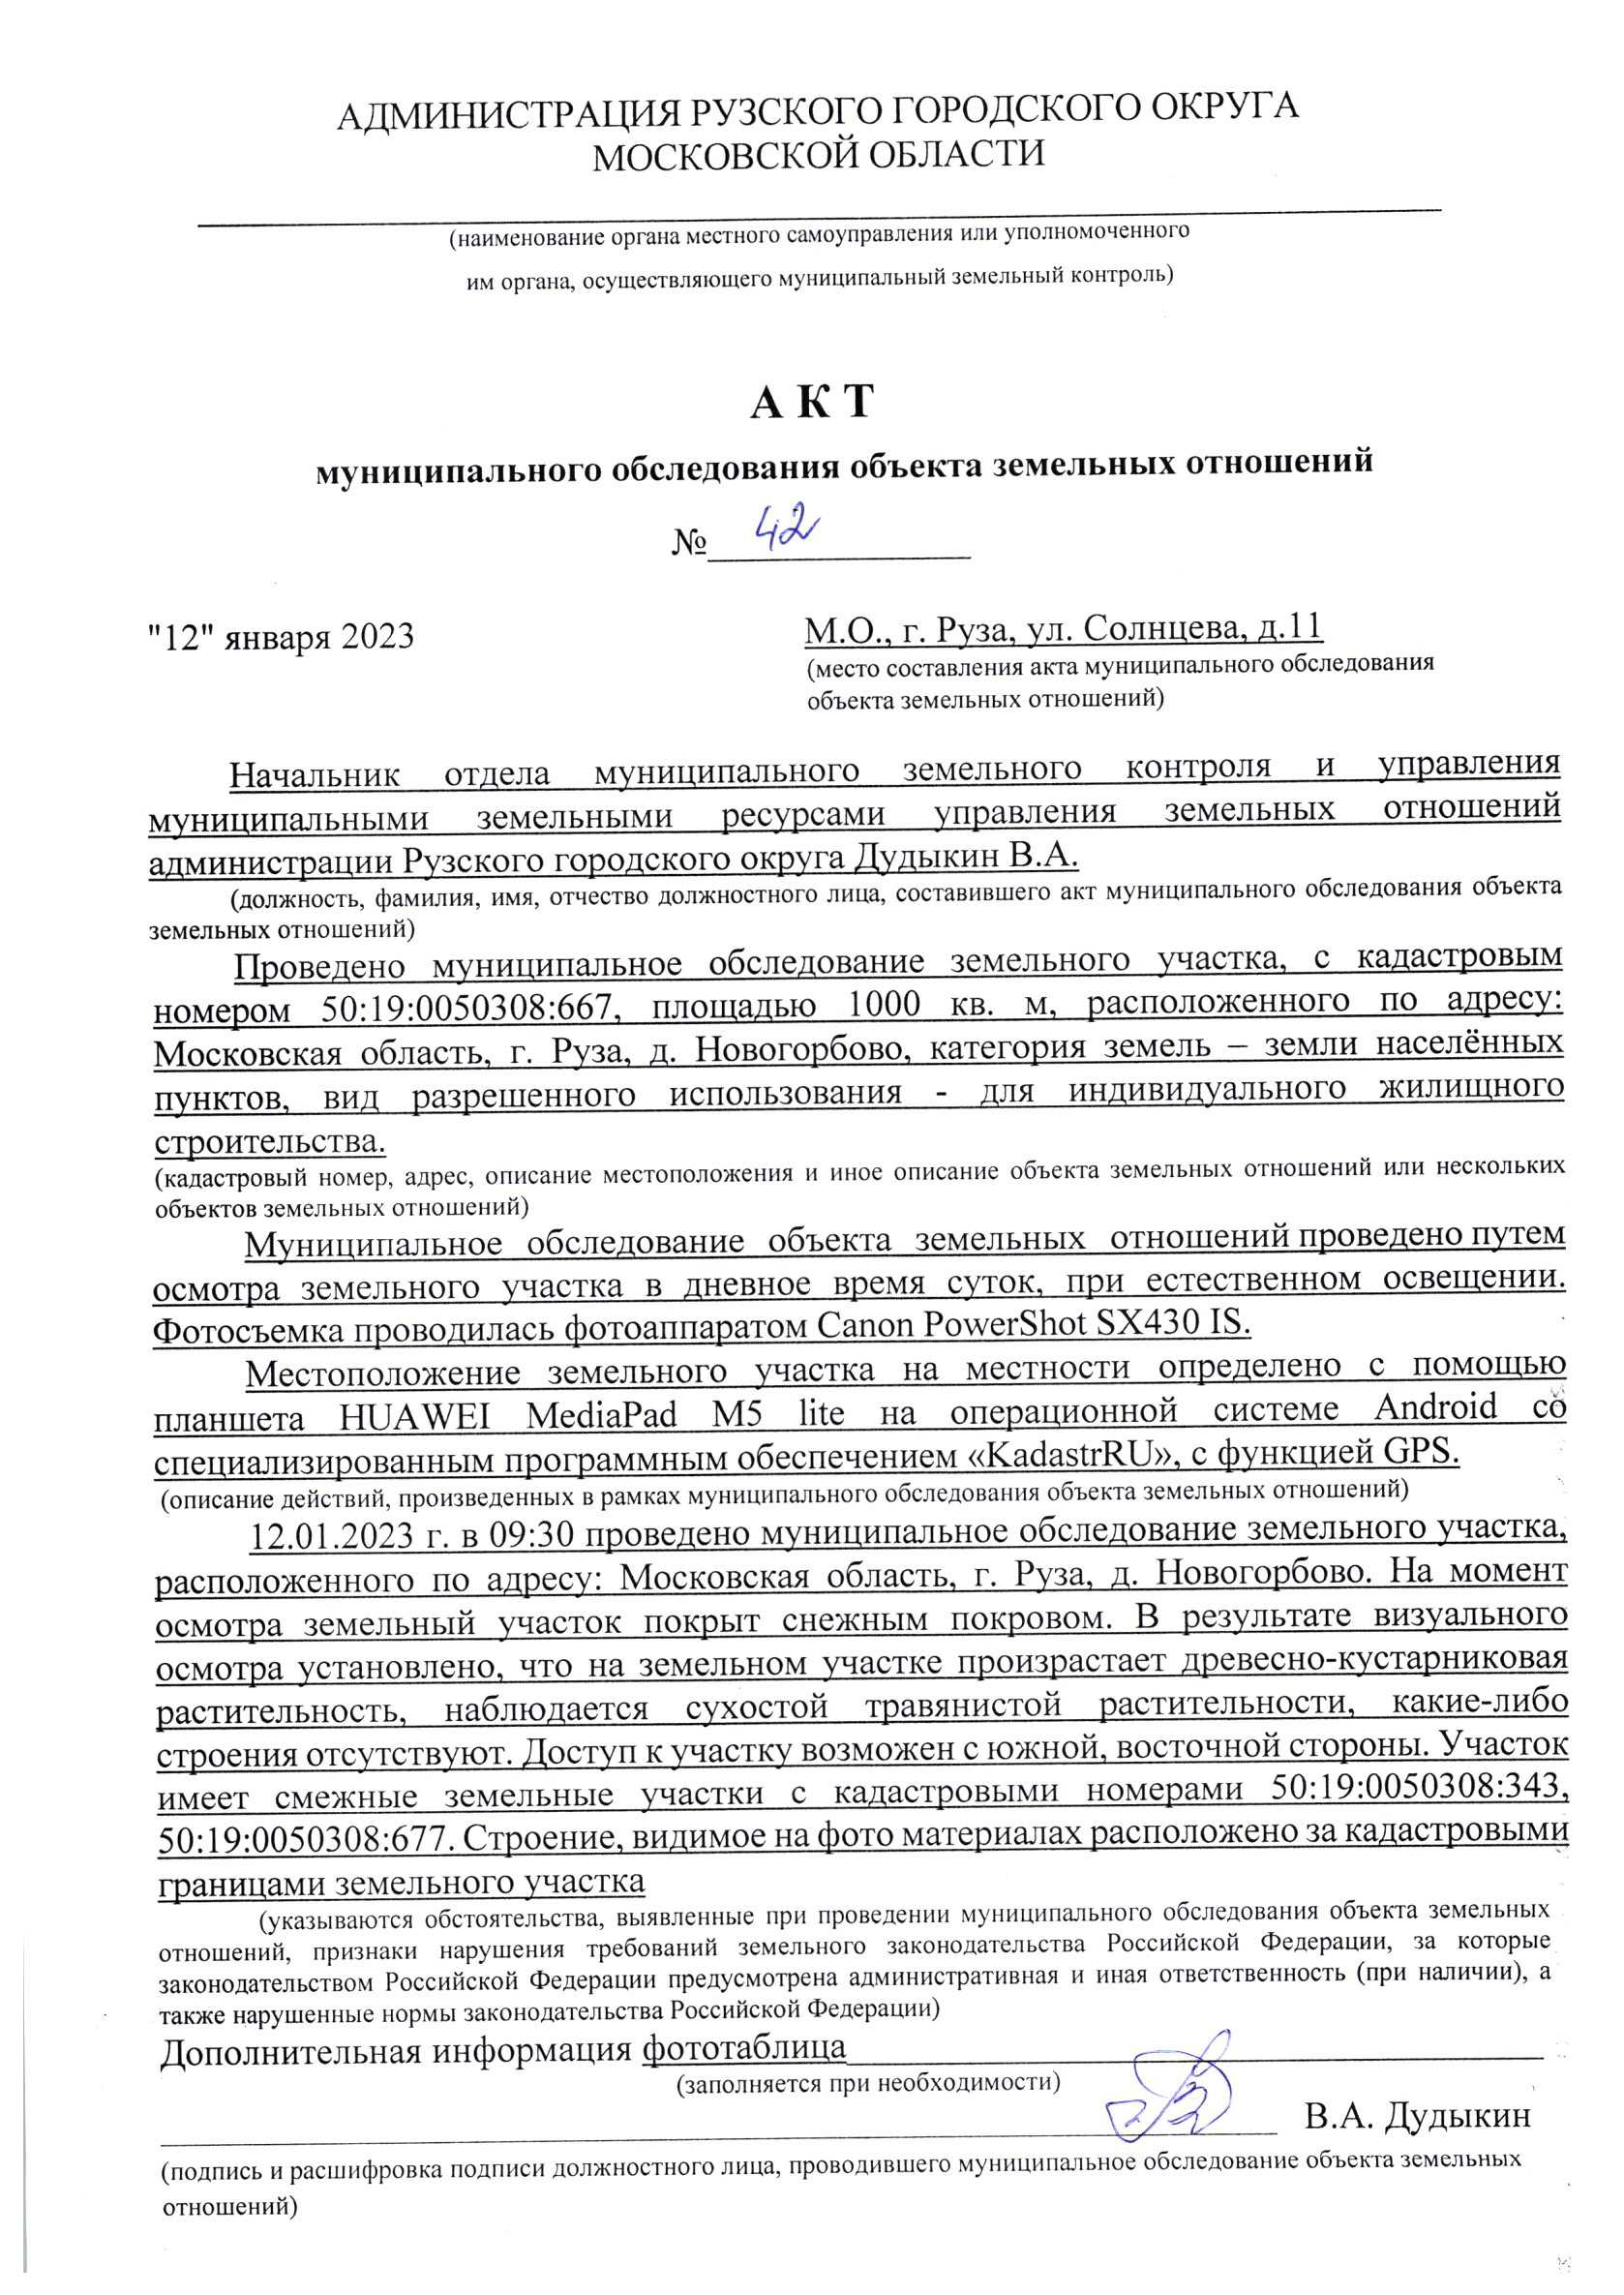 АДМИНИСТРАЦИЯ РУЗСКОГО ГОРОДСКОГО ОКРУГА
МОСКОВСКОЙ ОБЛАСТИ
(наименование органа местного самоуправления или уполномоченного
им органа, осуществляющего муниципальный земельный контроль)
А К Т
муниципального обследования объекта земельных отношений
№ 42
"12" января 2023
М.О., г. Руза, ул. Солнцева, д.11
(место составления акта муниципального обследования
объекта земельных отношений)
Начальник отдела муниципального земельного контроля и управления
муниципальными земельными ресурсами управления земельных отношений
администрации Рузского городского округа Дудыкин В.А.
(должность, фамилия, имя, отчество должностного лица, составившего акт муниципального обследования объекта
земельных отношений)
Проведено муниципальное обследование земельного участка, с кадастровым
номером 50:19:0050308:667, площадью 1000 кв. м, расположенного по адресу:
Московская область, г. Руза, д. Новогорбово, категория земель – земли населённых
пунктов, вид разрешенного использования - для индивидуального жилищного
строительства.
(кадастровый номер, адрес, описание местоположения и иное описание объекта земельных отношений или нескольких
объектов земельных отношений)
Муниципальное обследование объекта земельных отношений проведено путем
осмотра земельного участка в дневное время суток, при естественном освещении.
Фотосъемка проводилась фотоаппаратом Canon PowerShot SX430 IS.
Местоположение земельного участка на местности определено с помощью
планшета HUAWEI MediaPad M5 lite на операционной системе Android со
специализированным программным обеспечением «KadastrRU», с функцией GPS.
(описание действий, произведенных в рамках муниципального обследования объекта земельных отношений)
12.01.2023 г. в 09:30 проведено муниципальное обследование земельного участка,
расположенного по адресу: Московская область, г. Руза, д. Новогорбово. На момент
осмотра земельный участок покрыт снежным покровом. В результате визуального
осмотра установлено, что на земельном участке произрастает древесно-кустарниковая
растительность, наблюдается сухостой травянистой растительности, какие-либо
строения отсутствуют. Доступ к участку возможен с южной, восточной стороны. Участок
имеет смежные земельные участки с кадастровыми номерами 50:19:0050308:343,
50:19:0050308:677. Строение, видимое на фото материалах расположено за кадастровыми
границами земельного участка
(указываются обстоятельства, выявленные при проведении муниципального обследования объекта земельных
отношений, признаки нарушения требований земельного законодательства Российской Федерации, за которые
законодательством Российской Федерации предусмотрена административная и иная ответственность (при наличии), а
также нарушенные нормы законодательства Российской Федерации)
Дополнительная информация фототаблица
(заполняется при необходимости)
В.А. Дудыкин
(подпись и расшифровка подписи должностного лица, проводившего муниципальное обследование объекта земельных
отношений)